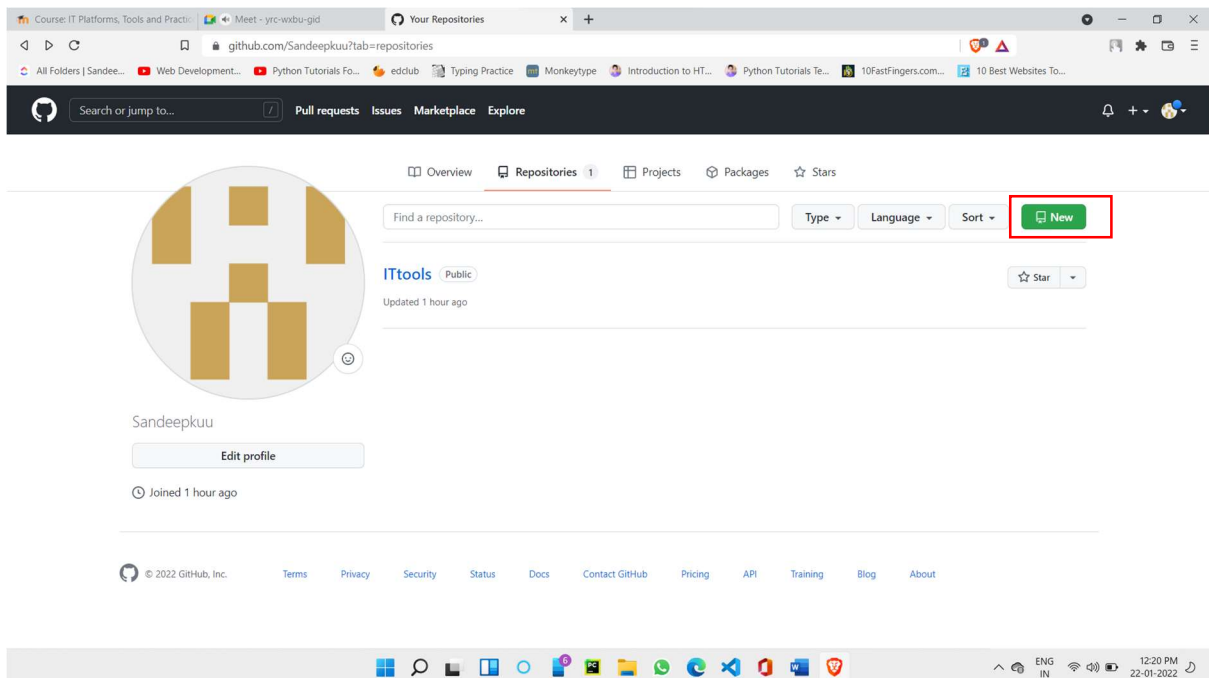 Course: IT Platforms, Tools and Practic
Meet - yrc-wxbu-gid
Your Repositories
github.com/Sandeepkuu?tab=repositories
All Folders | Sandee...
Web Development...
Python Tutorials Fo...
edclub
Typing Practice
mt
Monkeytype
Introduction to HT...
Python Tutorials Te...
10FastFingers.com...
10 Best Websites To...
Search or jump to...
/
Pull requests
Issues
Marketplace
Explore
Overview
Repositories 1
Projects
Packages
Stars
Find a repository...
Type
Language
Sort
New
ITtools
Public
Star
Updated 1 hour ago
Sandeepkuu
Edit profile
Joined 1 hour ago
© 2022 GitHub, Inc.
Terms
Privacy
Security
Status
Docs
Contact GitHub
Pricing
API
Training
Blog
About
6
PC
ENG
IN
12:20 PM
22-01-2022